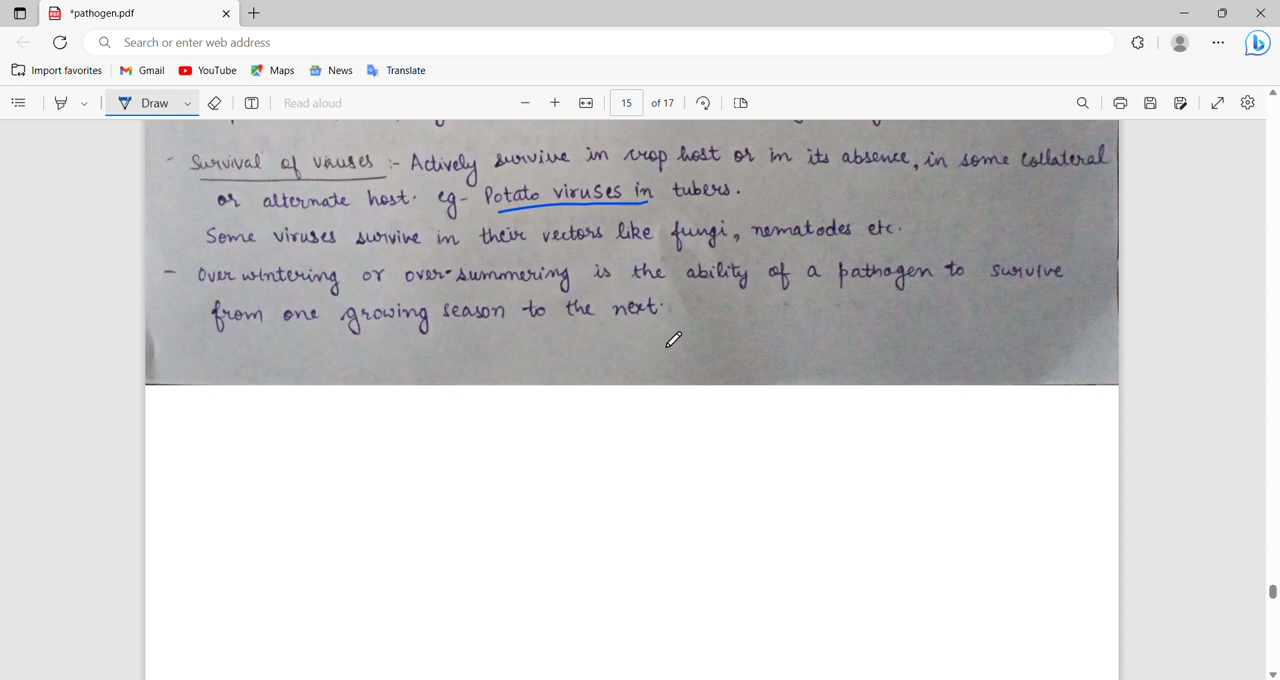 *pathogen.pdf
Search or enter web address
Import favorites Gmail YouTube Maps News Translate
Draw Read aloud 15 of 17
- Survival of viruses :- Actively survive in crop host or in its absence, in some collateral
or alternate host. eg- Potato viruses in tubers.
Some viruses survive in their vectors like fungi, nematodes etc.
- Over wintering or over-summering is the ability of a pathogen to survive
from one growing season to the next.